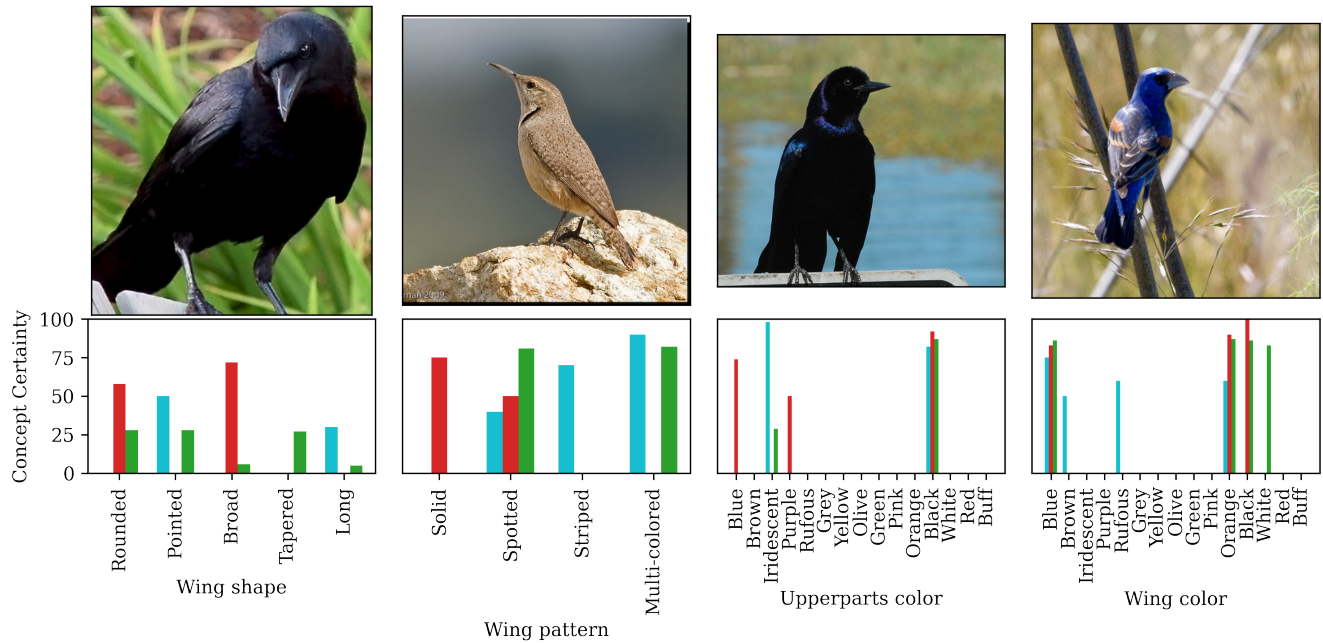 mah 2009
Concept Certainty
100
75
50
25
0
Rounded
Pointed
Broad
Tapered
Long
Wing shape
Solid
Spotted
Striped
Multi-colored
Wing pattern
Blue
Brown
Iridescent
Purple
Rufous
Grey
Yellow
Olive
Green
Pink
Orange
Black
White
Red
Buff
Upperparts color
Blue
Brown
Iridescent
Purple
Rufous
Grey
Yellow
Olive
Green
Pink
Orange
Black
White
Red
Buff
Wing color